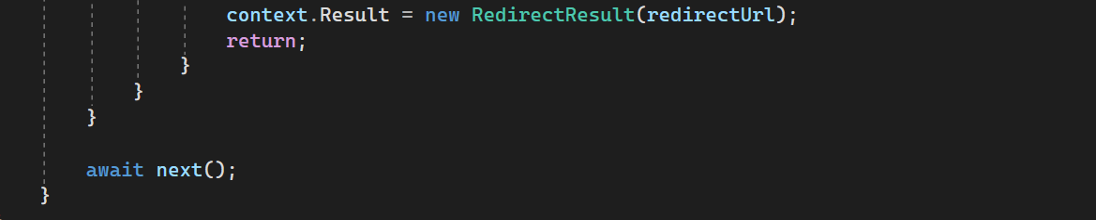 context.Result = new RedirectResult(redirectUrl);
return;
}
}
}
await next();
}